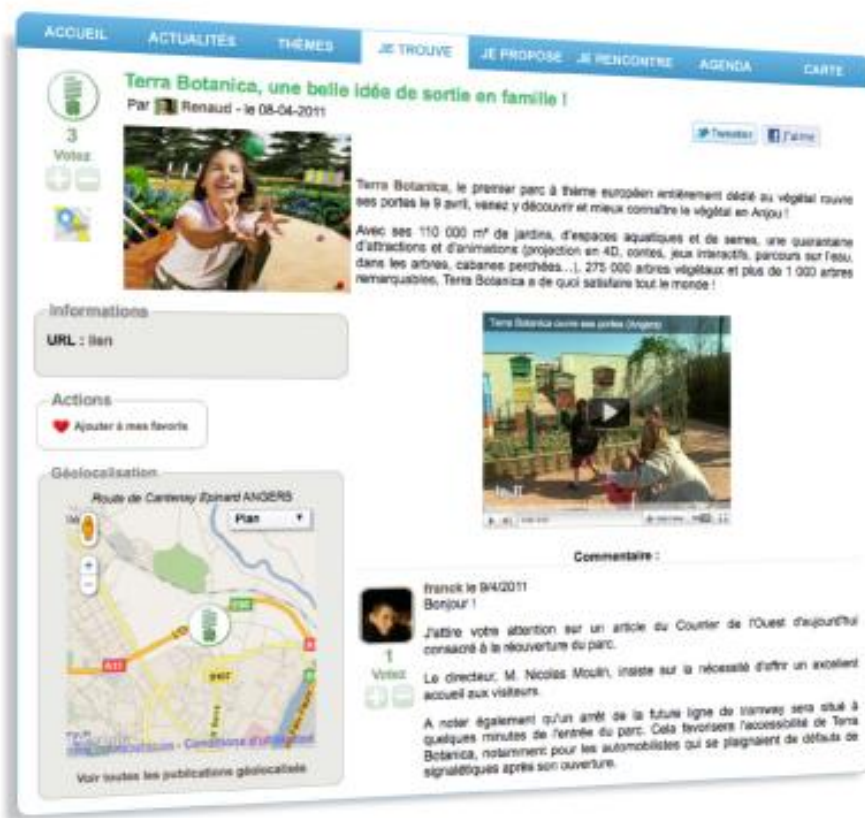 ACCUEIL ACTUALITÉS THÈMES JE TROUVE JE PROPOSE JE RENCONTRE AGENDA CARTE
Terra Botanica, une belle idée de sortie en famille !
Par Renaud - le 08-04-2011
3
Votez
Tweeter J'aime
Terra Botanica, le premier parc à thème européen entièrement dédié au végétal rouvre
ses portes le 9 avril, venez y découvrir et mieux connaître le végétal en Anjou !
Avec ses 110 000 m² de jardins, d'espaces aquatiques et de serres, une quarantaine
d'attractions et d'animations (projection en 4D, contes, jeux interactifs, parcours sur l'eau,
dans les arbres, cabanes perchées...), 275 000 arbres végétaux et plus de 1 000 arbres
remarquables, Terra Botanica a de quoi satisfaire tout le monde !
Informations
URL : lien
Actions
Ajouter à mes favoris
Géolocalisation
Route de Cantenay Epinard ANGERS
Plan
A11
Conditions d'utilisation
Voir toutes les publications géolocalisés
Terra Botanica ouvre ses portes (Angers)
Commentaire :
franck le 9/4/2011
Bonjour !
1
Votez
J'attire votre attention sur un article du Courrier de l'Ouest d'aujourd'hui
consacré à la réouverture du parc.
Le directeur, M. Nicolas Moulin, insiste sur la nécessité d'offrir un excellent
accueil aux visiteurs.
A noter également qu'un arrêt de la future ligne de tramway sera situé à
quelques minutes de l'entrée du parc. Cela favorisera l'accessibilité de Terra
Botanica, notamment pour les automobilistes qui se plaignaient de défauts de
signalétiques après son ouverture.